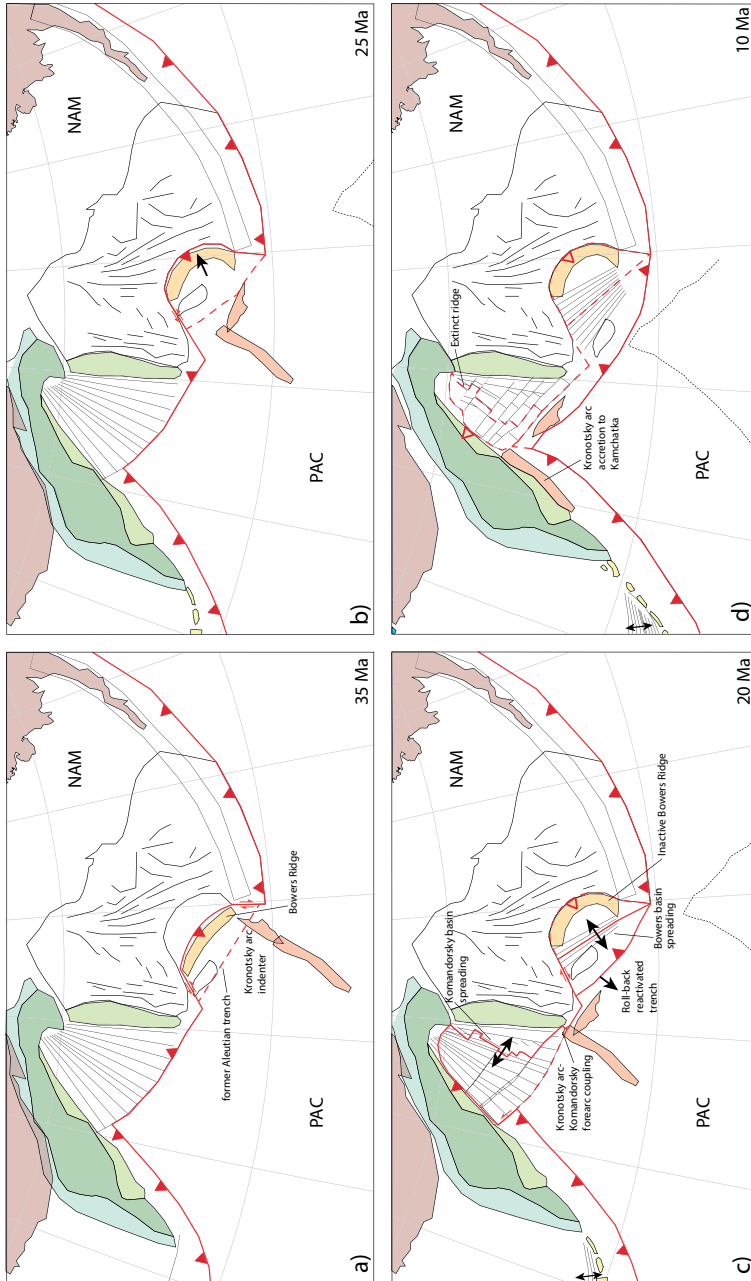 a)
35 Ma
NAM
PAC
Bowers Ridge
Kronotsky arc
indenter
former Aleutian trench
b)
25 Ma
NAM
PAC
c)
20 Ma
NAM
PAC
Komandorsky basin
spreading
Inactive Bowers Ridge
Bowers basin
spreading
Roll-back
reactivated
trench
Kronotsky arc-
Komandorsky
forearc coupling
d)
10 Ma
NAM
PAC
Extinct ridge
Kronotsky arc
accretion to
Kamchatka